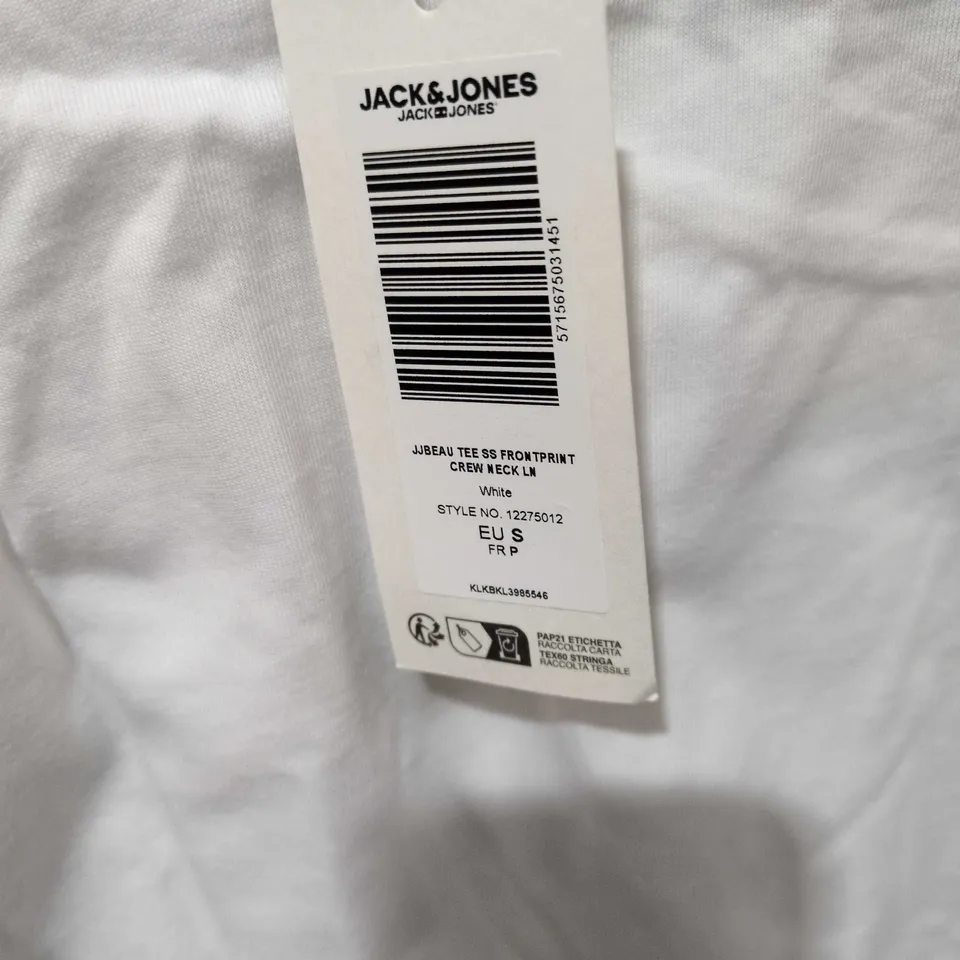 JACK&JONES
JACK JONES
5715675031451
JJBEAU TEE SS FRONTPRINT
CREW NECK LN
White
STYLE NO. 12275012
EU S
FR P
KLKBKL3985546
PAP21 ETICHETTA
RACCOLTA CARTA
TEX60 STRINGA
RACCOLTA TESSILE